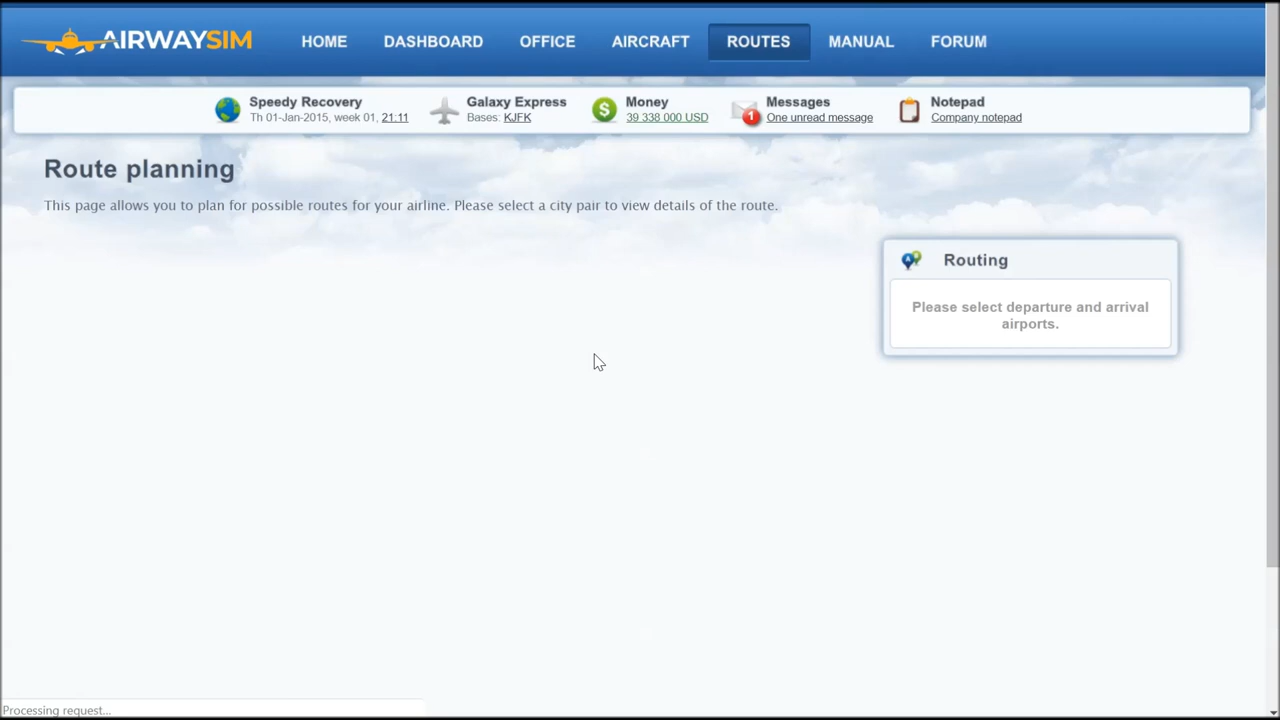 AIRWAYSIM HOME DASHBOARD OFFICE AIRCRAFT ROUTES MANUAL FORUM
Speedy Recovery Galaxy Express Money Messages Notepad
Th 01-Jan-2015, week 01, 21:11 Bases: KJFK 39 338 000 USD 1 One unread message Company notepad
Route planning
This page allows you to plan for possible routes for your airline. Please select a city pair to view details of the route.
Routing
Please select departure and arrival
airports.
Processing request...